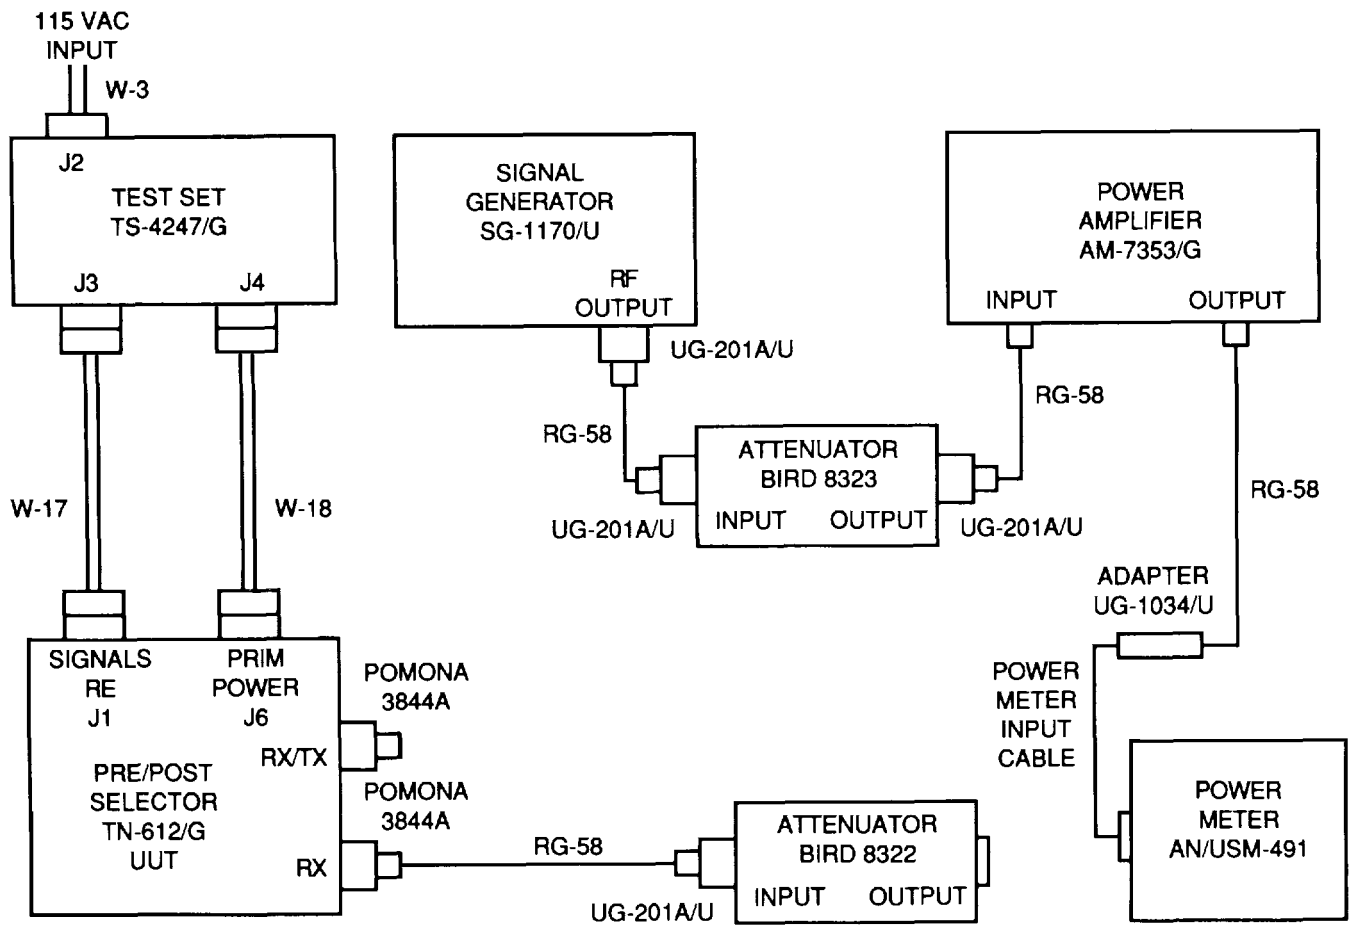 115 VAC
INPUT
W-3
J2
TEST SET
TS-4247/G
J3
J4
W-17
W-18
SIGNALS
RE
J1
PRIM
POWER
J6
RX/TX
PRE/POST
SELECTOR
TN-612/G
UUT
RX
POMONA
3844A
POMONA
3844A
SIGNAL
GENERATOR
SG-1170/U
RF
OUTPUT
UG-201A/U
RG-58
ATTENUATOR
BIRD 8323
INPUT
OUTPUT
UG-201A/U
UG-201A/U
RG-58
POWER
AMPLIFIER
AM-7353/G
INPUT
OUTPUT
RG-58
ADAPTER
UG-1034/U
POWER
METER
INPUT
CABLE
POWER
METER
AN/USM-491
RG-58
UG-201A/U
ATTENUATOR
BIRD 8322
INPUT
OUTPUT